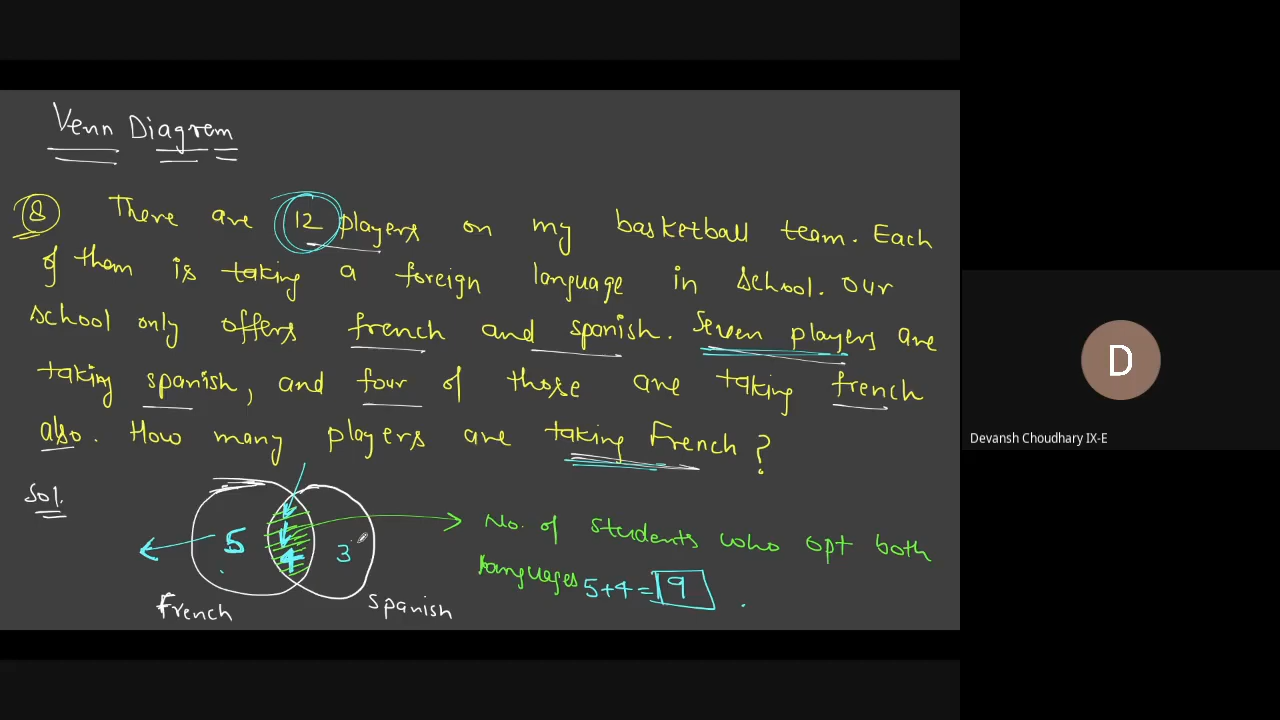 Venn Diagram
8 There are 12 players on my basketball team. Each
of them is taking a foreign language in school. Our
school only offers french and spanish. Seven players are
taking spanish, and four of those are taking french
also. How many players are taking French?
Sol.
5 4 3
French
Spanish
No. of students who opt both
languages 5+4=9
D
Devansh Choudhary IX-E